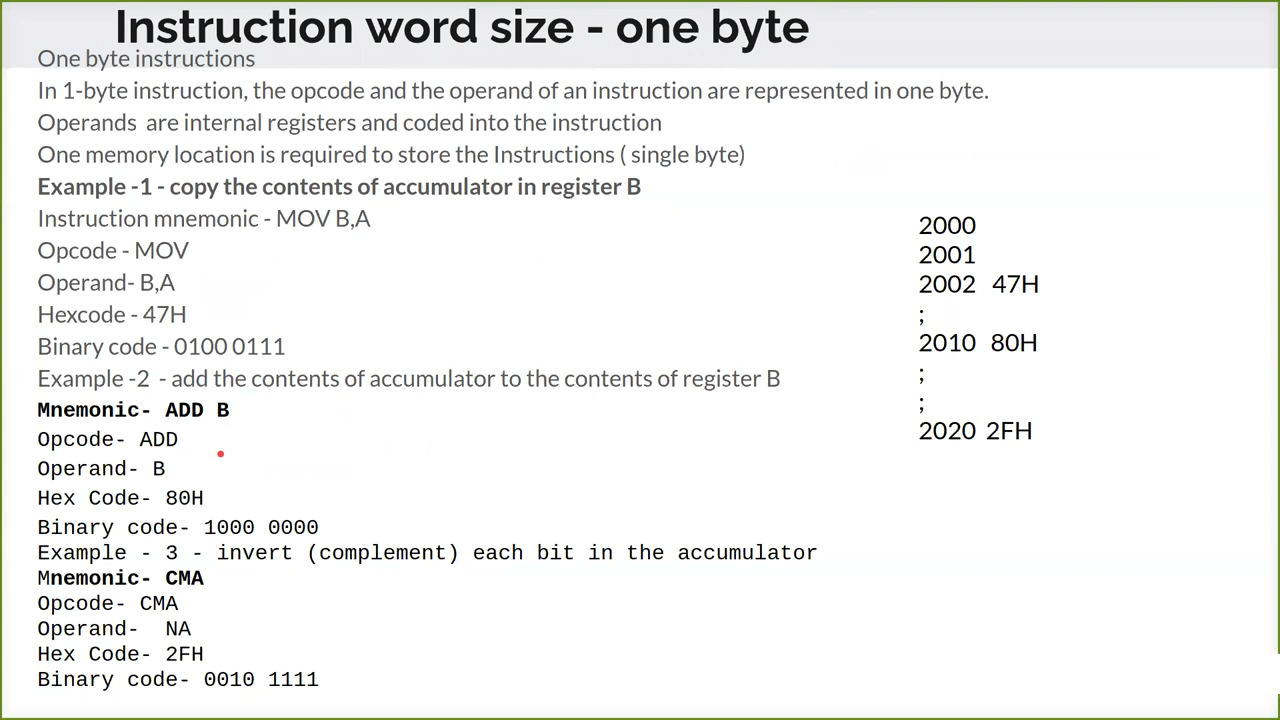 Instruction word size - one byte
One byte instructions
In 1-byte instruction, the opcode and the operand of an instruction are represented in one byte.
Operands are internal registers and coded into the instruction
One memory location is required to store the Instructions ( single byte)
Example -1 - copy the contents of accumulator in register B
Instruction mnemonic - MOV B,A
Opcode - MOV
Operand- B,A
Hexcode - 47H
Binary code - 0100 0111
Example -2 - add the contents of accumulator to the contents of register B
Mnemonic- ADD B
Opcode- ADD
Operand- B
Hex Code- 80H
Binary code- 1000 0000
Example - 3 - invert (complement) each bit in the accumulator
Mnemonic- CMA
Opcode- CMA
Operand- NA
Hex Code- 2FH
Binary code- 0010 1111
2000
2001
2002 47H
;
2010 80H
;
;
2020 2FH